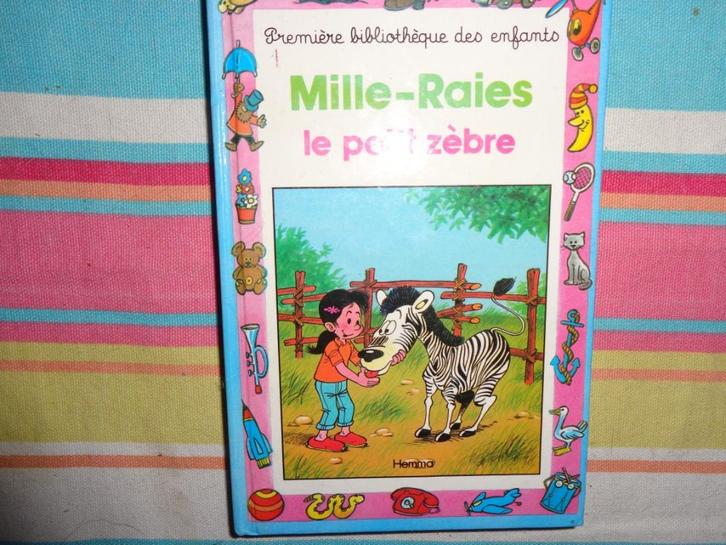 Première bibliothèque des enfants
Mille-Raies
le petit zèbre
Hemma